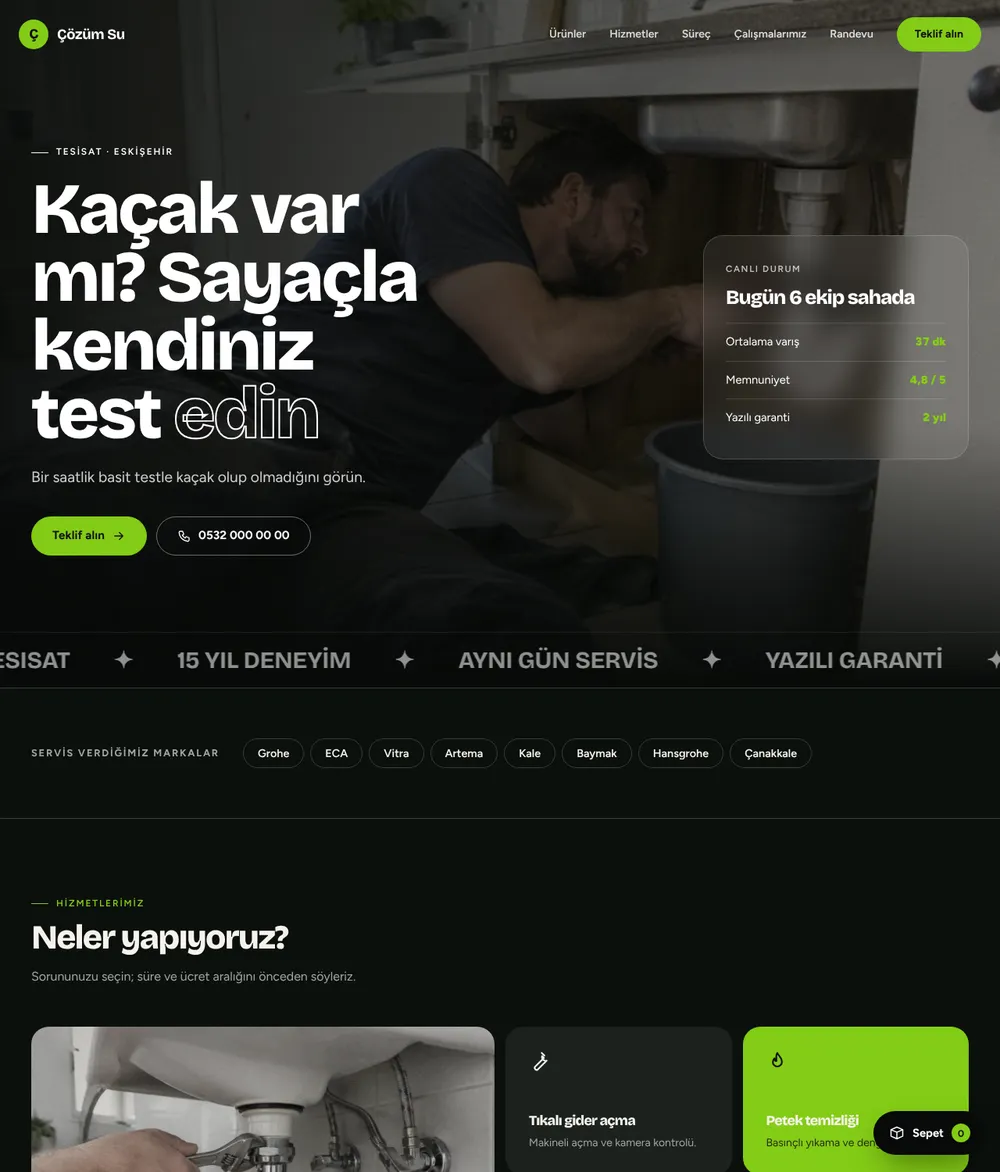 Ç Çözüm Su
Ürünler Hizmetler Süreç Çalışmalarımız Randevu Teklif alın
TESİSAT · ESKİŞEHİR
Kaçak var
mı? Sayaçla
kendiniz
test edin
Bir saatlik basit testle kaçak olup olmadığını görün.
Teklif alın → 0532 000 00 00
CANLI DURUM
Bugün 6 ekip sahada
Ortalama varış 37 dk
Memnuniyet 4,8 / 5
Yazılı garanti 2 yıl
ESISAT ✦ 15 YIL DENEYİM ✦ AYNI GÜN SERVİS ✦ YAZILI GARANTİ ✦
SERVİS VERDİĞİMİZ MARKALAR Grohe ECA Vitra Artema Kale Baymak Hansgrohe Çanakkale
HİZMETLERİMİZ
Neler yapıyoruz?
Sorununuzu seçin; süre ve ücret aralığını önceden söyleriz.
Tıkalı gider açma
Makineli açma ve kamera kontrolü.
Petek temizliği
Basınçlı yıkama ve
Sepet 0